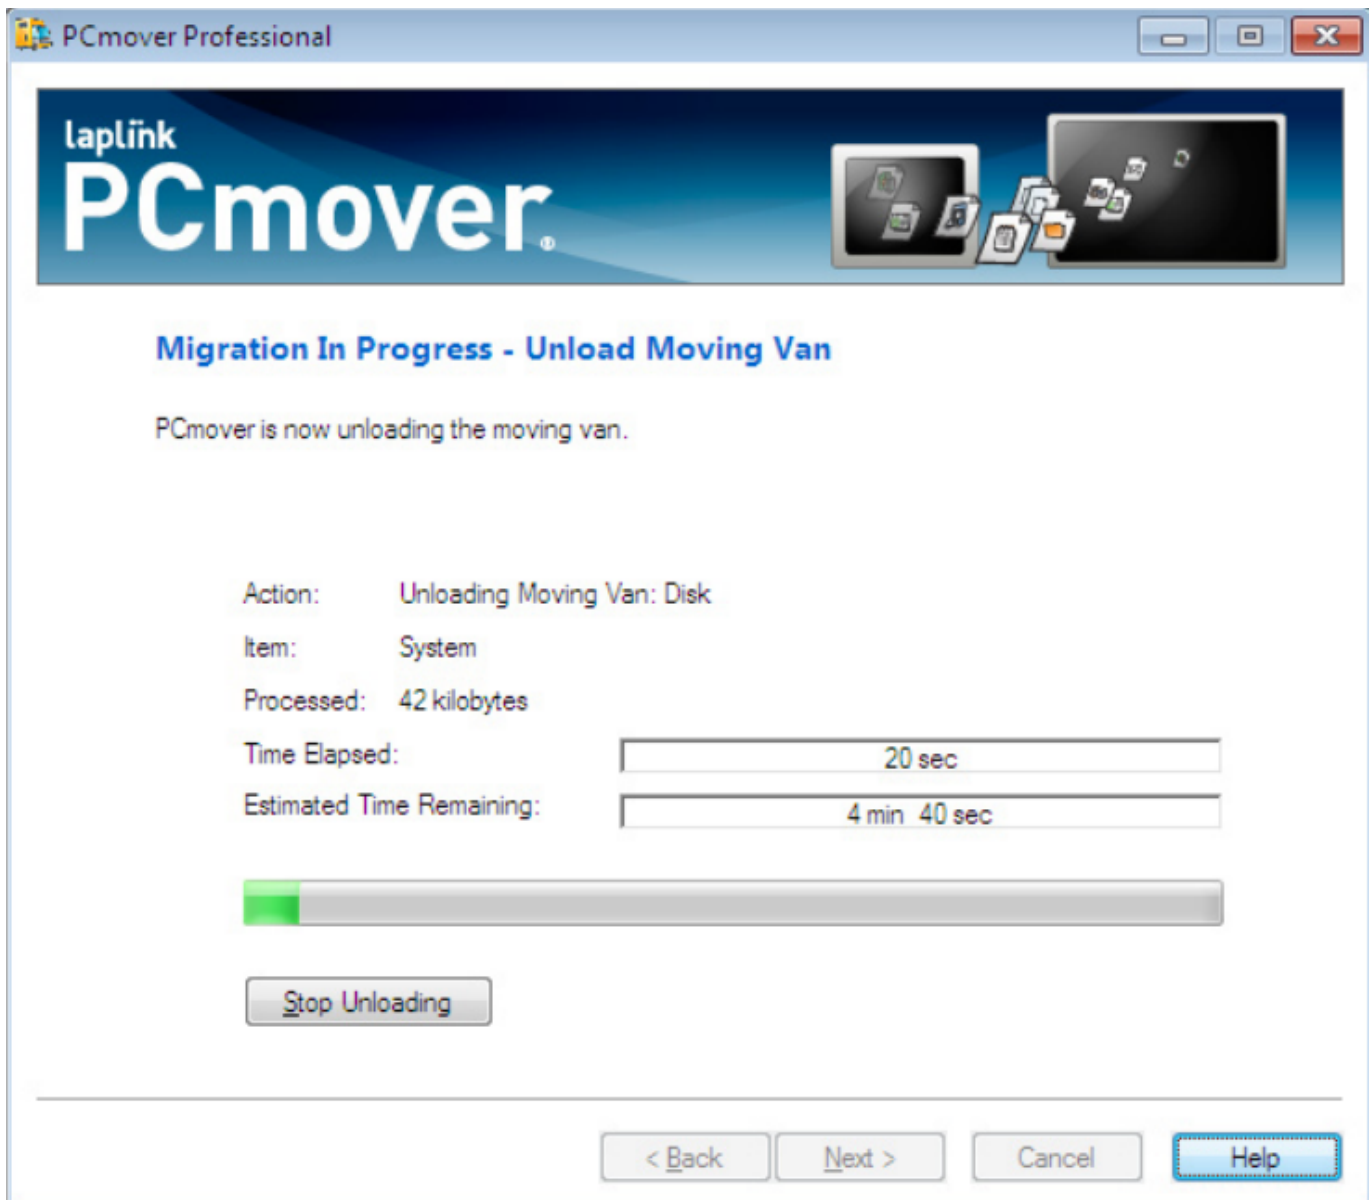 PCmover Professional
laplink
PCmover®
Migration In Progress - Unload Moving Van
PCmover is now unloading the moving van.
Action: Unloading Moving Van: Disk
Item: System
Processed: 42 kilobytes
Time Elapsed: 20 sec
Estimated Time Remaining: 4 min 40 sec
Stop Unloading
< Back Next > Cancel Help